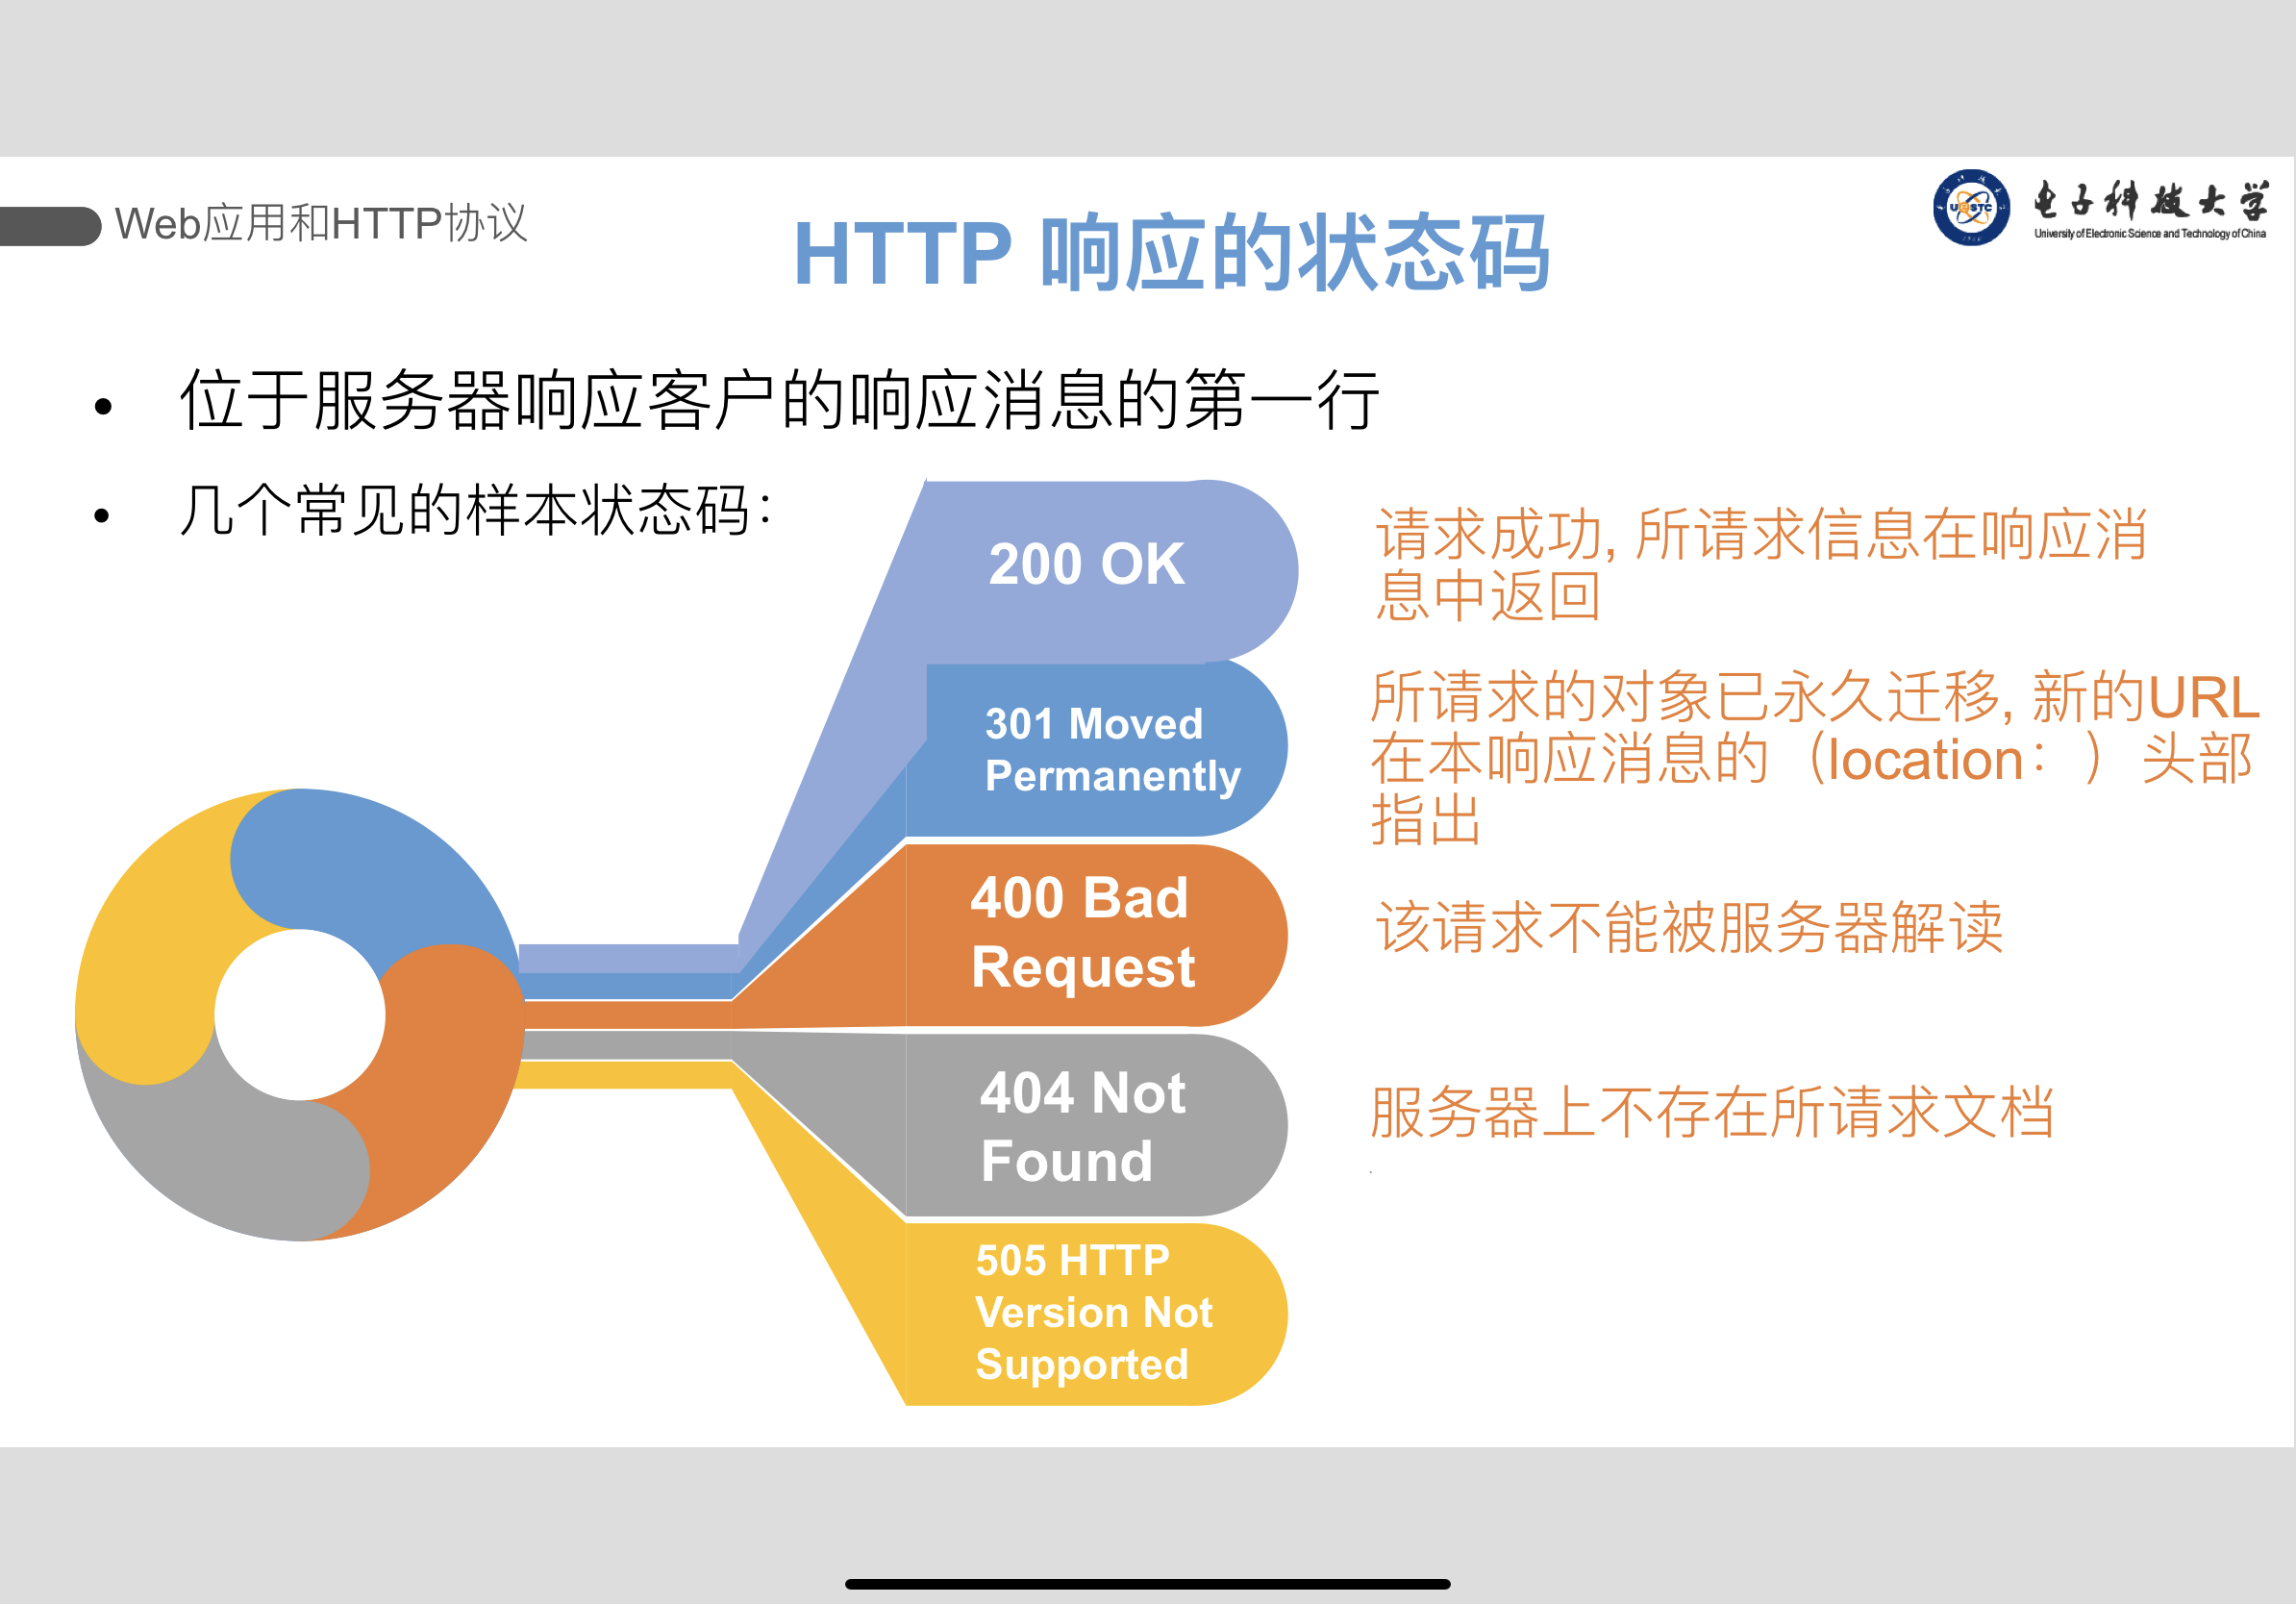 Web应用和HTTP协议
HTTP 响应的状态码
UESTC
电子科技大学
University of Electronic Science and Technology of China
• 位于服务器响应客户的响应消息的第一行
• 几个常见的样本状态码：
200 OK
请求成功，所请求信息在响应消
息中返回
301 Moved
Permanently
所请求的对象已永久迁移，新的URL
在本响应消息的（location：）头部
指出
400 Bad
Request
该请求不能被服务器解读
404 Not
Found
服务器上不存在所请求文档
505 HTTP
Version Not
Supported